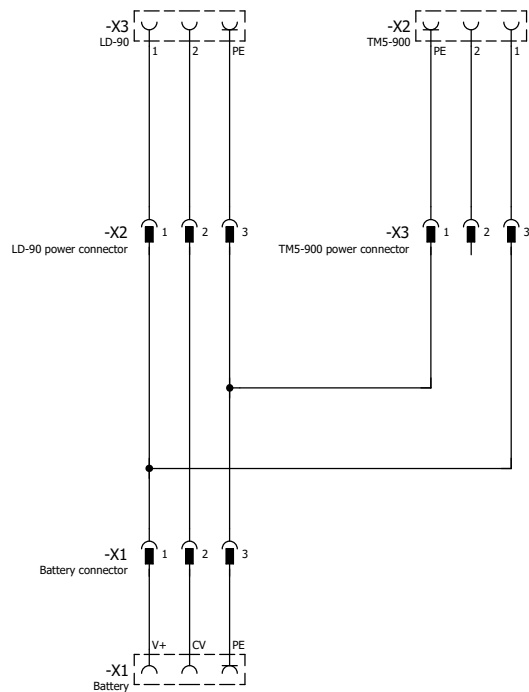 -X3
LD-90
1 2 PE
-X2
TM5-900
PE 2 1
-X2
LD-90 power connector
1 2 3
-X3
TM5-900 power connector
1 2 3
-X1
Battery connector
1 2 3
V+ CV PE
-X1
Battery